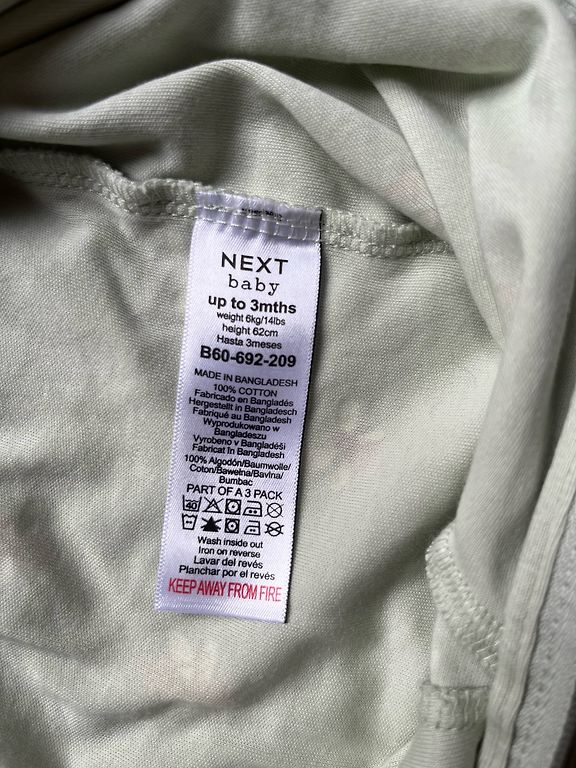 NEXT
baby
up to 3mths
weight 6kg/14lbs
height 62cm
Hasta 3meses
B60-692-209
MADE IN BANGLADESH
100% COTTON
Fabricado en Bangladés
Hergestellt in Bangladesch
Fabriqué au Bangladesh
Wyprodukowano w
Bangladeszu
Vyrobeno v Bangladéši
Fabricat în Bangladesh
100% Algodón/Baumwolle/
Coton/Bawełna/Bavlna/
Bumbac
PART OF A 3 PACK
40
Wash inside out
Iron on reverse
Lavar del revés
Planchar por el revés
KEEP AWAY FROM FIRE